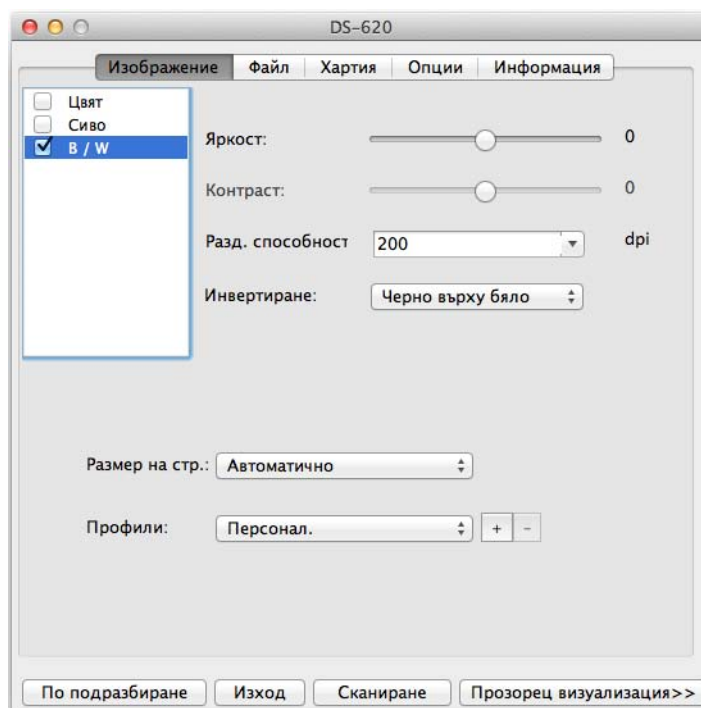 DS-620
Изображение Файл Хартия Опции Информация
Цвят
Сиво
B / W
Яркост: 0
Контраст: 0
Разд. способност 200 dpi
Инвертиране: Черно върху бяло
Размер на стр.: Автоматично
Профили: Персонал. + -
По подразбиране Изход Сканиране Прозорец визуализация>>